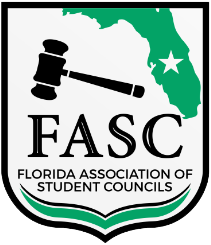 FASC
FLORIDA ASSOCIATION OF
STUDENT COUNCILS